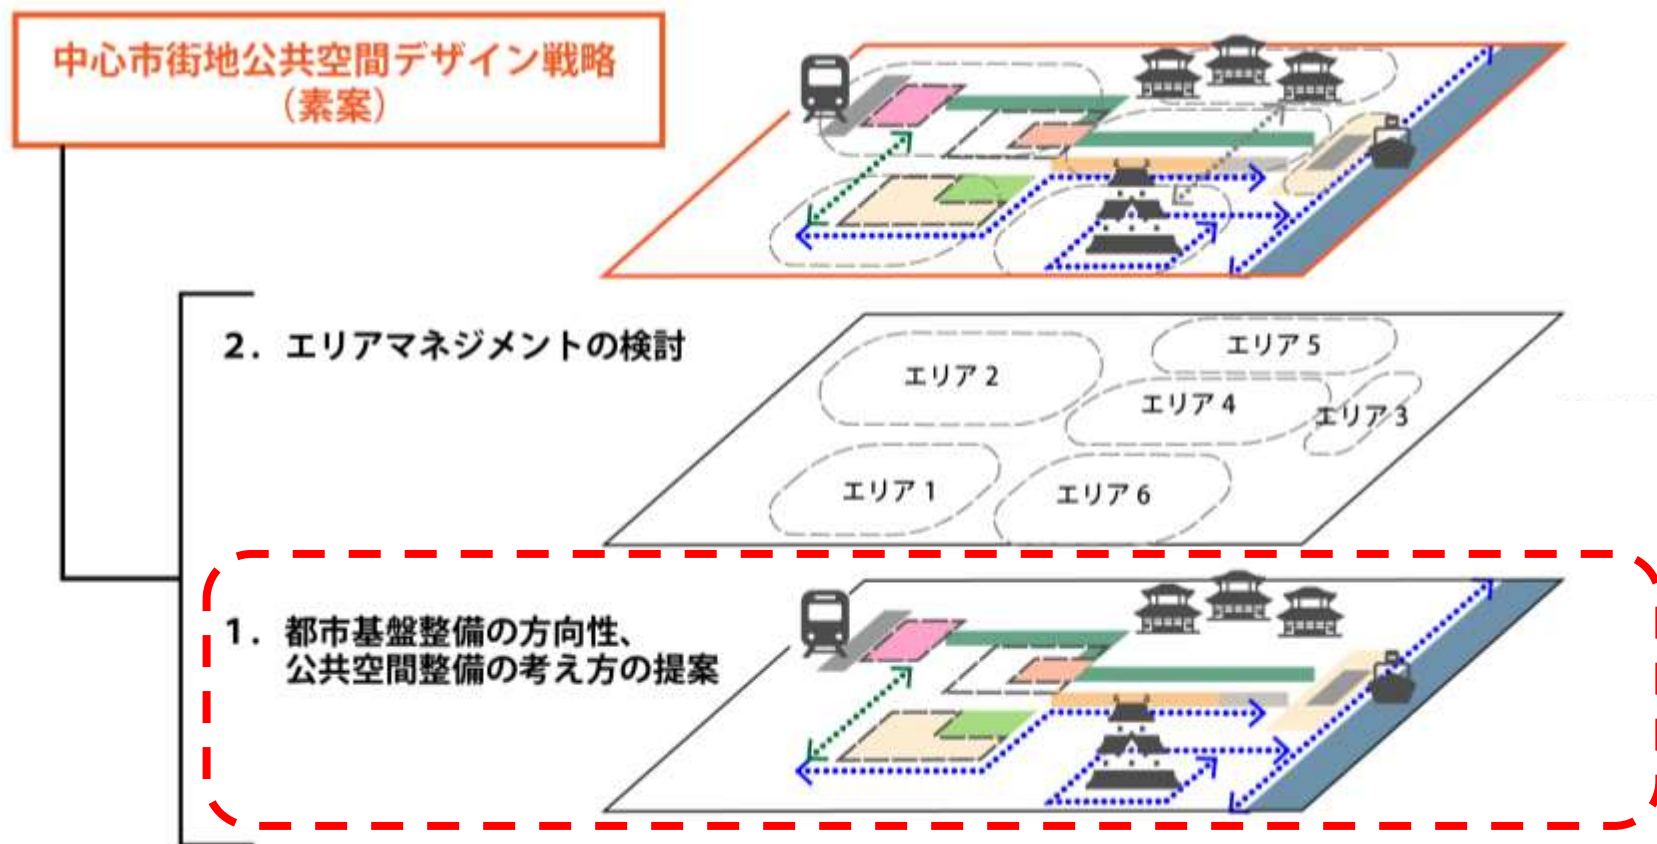 中心市街地公共空間デザイン戦略
（素案）
2．エリアマネジメントの検討
エリア 5
エリア 2
エリア 4
エリア 3
エリア 1
エリア 6
1．都市基盤整備の方向性、
公共空間整備の考え方の提案